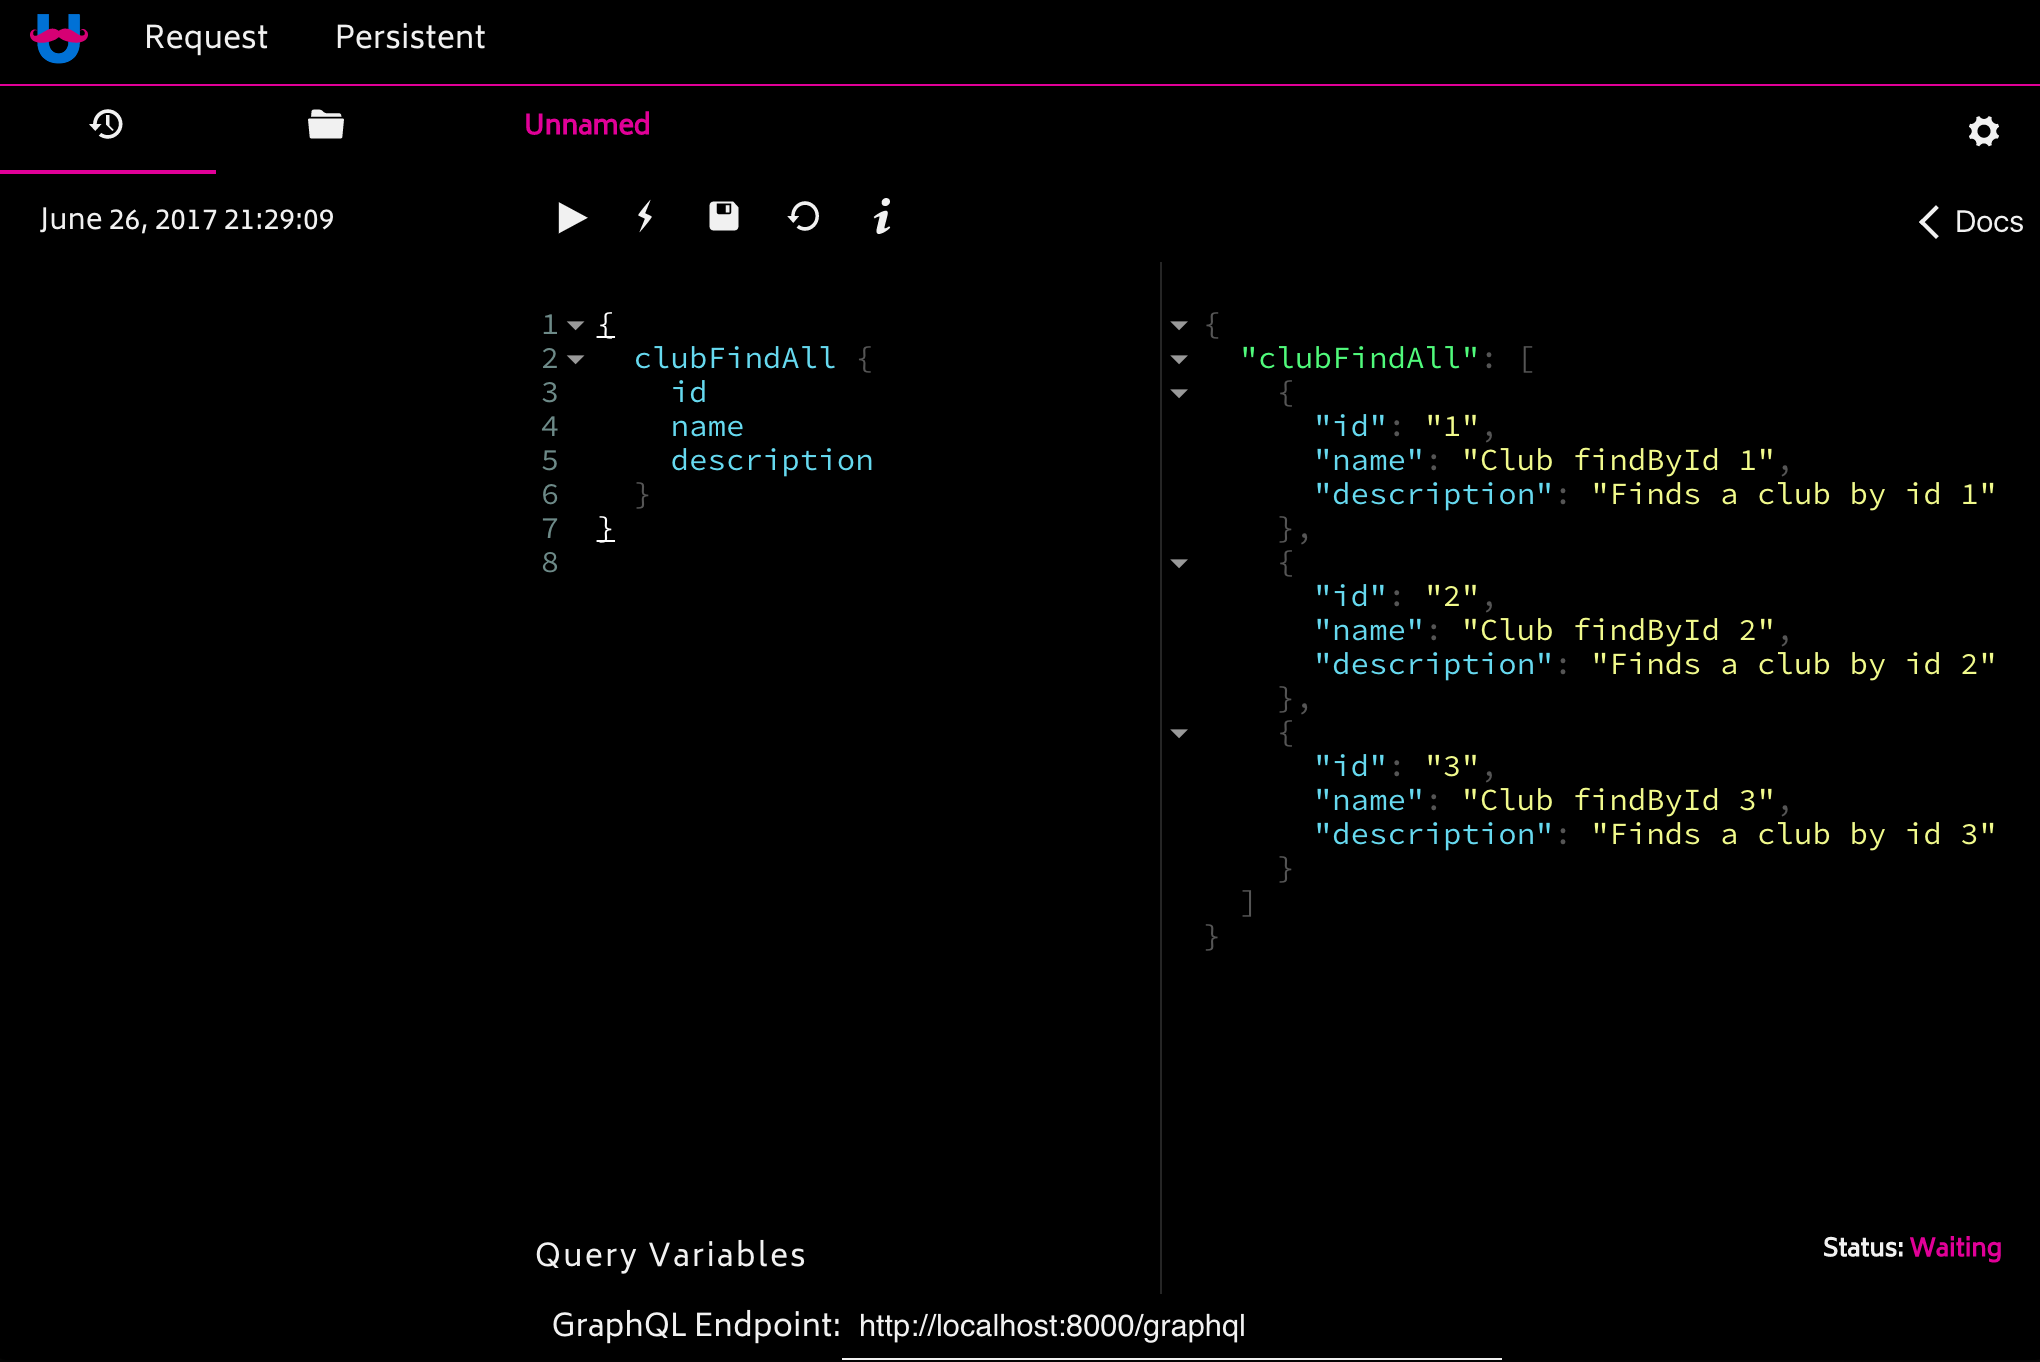 Request Persistent
Unnamed
June 26, 2017 21:29:09
Docs
1 {
2 clubFindAll {
3 id
4 name
5 description
6 }
7 }
8
{
"clubFindAll": [
{
"id": "1",
"name": "Club findById 1",
"description": "Finds a club by id 1"
},
{
"id": "2",
"name": "Club findById 2",
"description": "Finds a club by id 2"
},
{
"id": "3",
"name": "Club findById 3",
"description": "Finds a club by id 3"
}
]
}
Query Variables
Status: Waiting
GraphQL Endpoint: http://localhost:8000/graphql